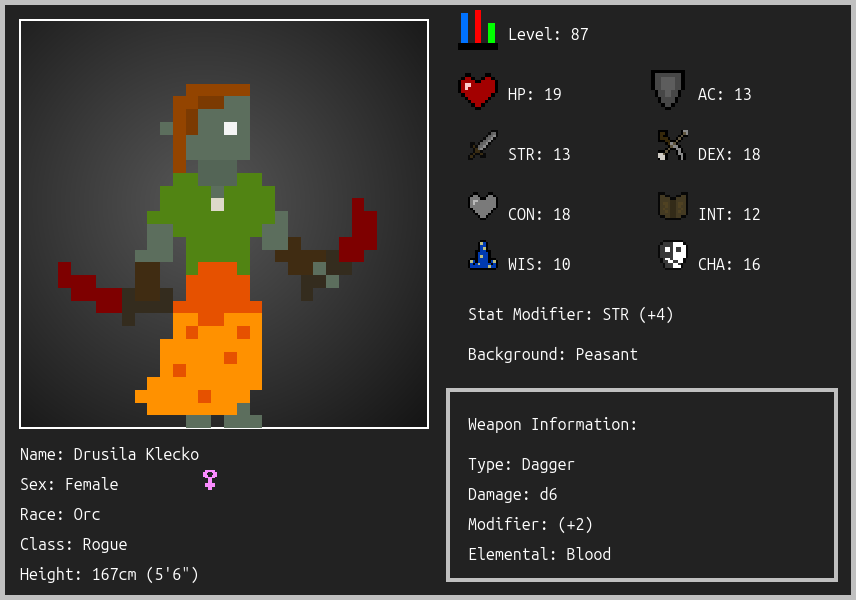 Level: 87
HP: 19
AC: 13
STR: 13
DEX: 18
CON: 18
INT: 12
WIS: 10
CHA: 16
Stat Modifier: STR (+4)
Background: Peasant
Weapon Information:
Type: Dagger
Damage: d6
Modifier: (+2)
Elemental: Blood
Name: Drusila Klecko
Sex: Female
Race: Orc
Class: Rogue
Height: 167cm (5'6")